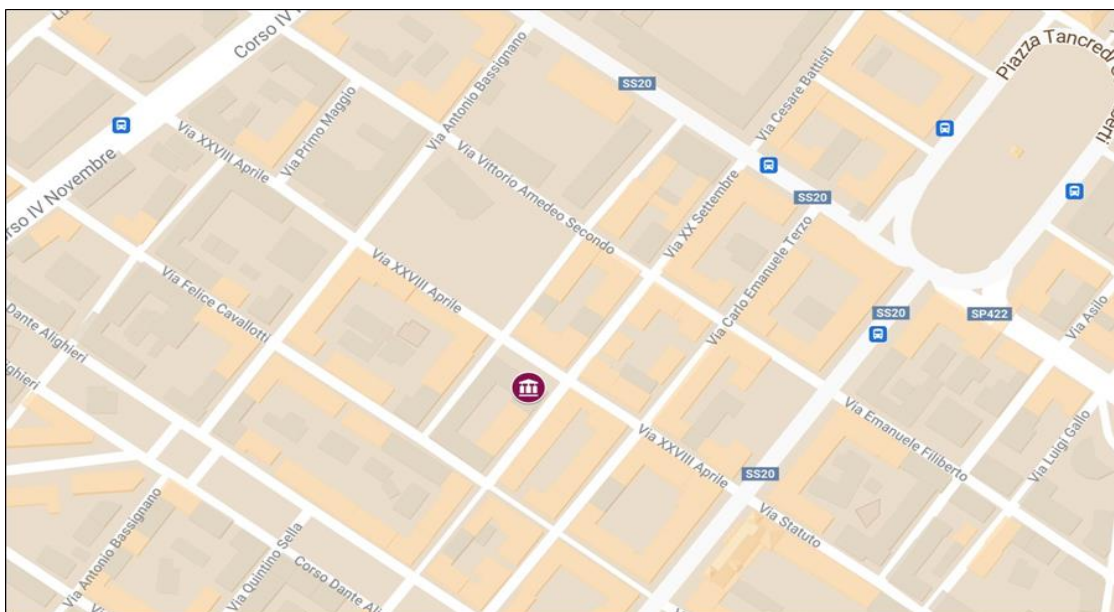 Corso IV
Piazza Tancredi
SS20
Via Cesare Battisti
Via Antonio Bassignano
Via Primo Maggio
Via XXVIII Aprile
Corso IV Novembre
Via Vittorio Amedeo Secondo
SS20
Via XX Settembre
Via Carlo Emanuele Terzo
Via XXVIII Aprile
Via Felice Cavallotti
SS20
SP422
Via Asilo
Dante Alighieri
Via Emanuele Filiberto
Via Luigi Gallo
Via XXVIII Aprile
SS20
Via Statuto
Via Antonio Bassignano
Via Quintino Sella
Corso Dante